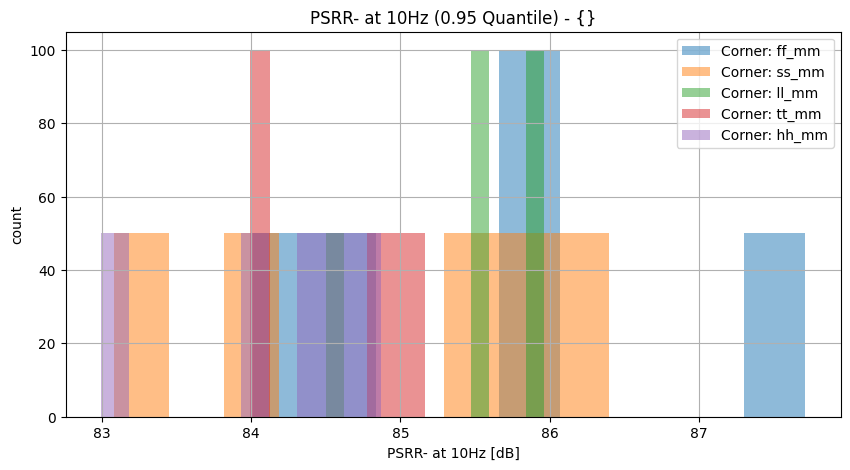 PSRR- at 10Hz (0.95 Quantile) - {}
count
100
80
60
40
20
0
Corner: ff_mm
Corner: ss_mm
Corner: ll_mm
Corner: tt_mm
Corner: hh_mm
83
84
85
86
87
PSRR- at 10Hz [dB]